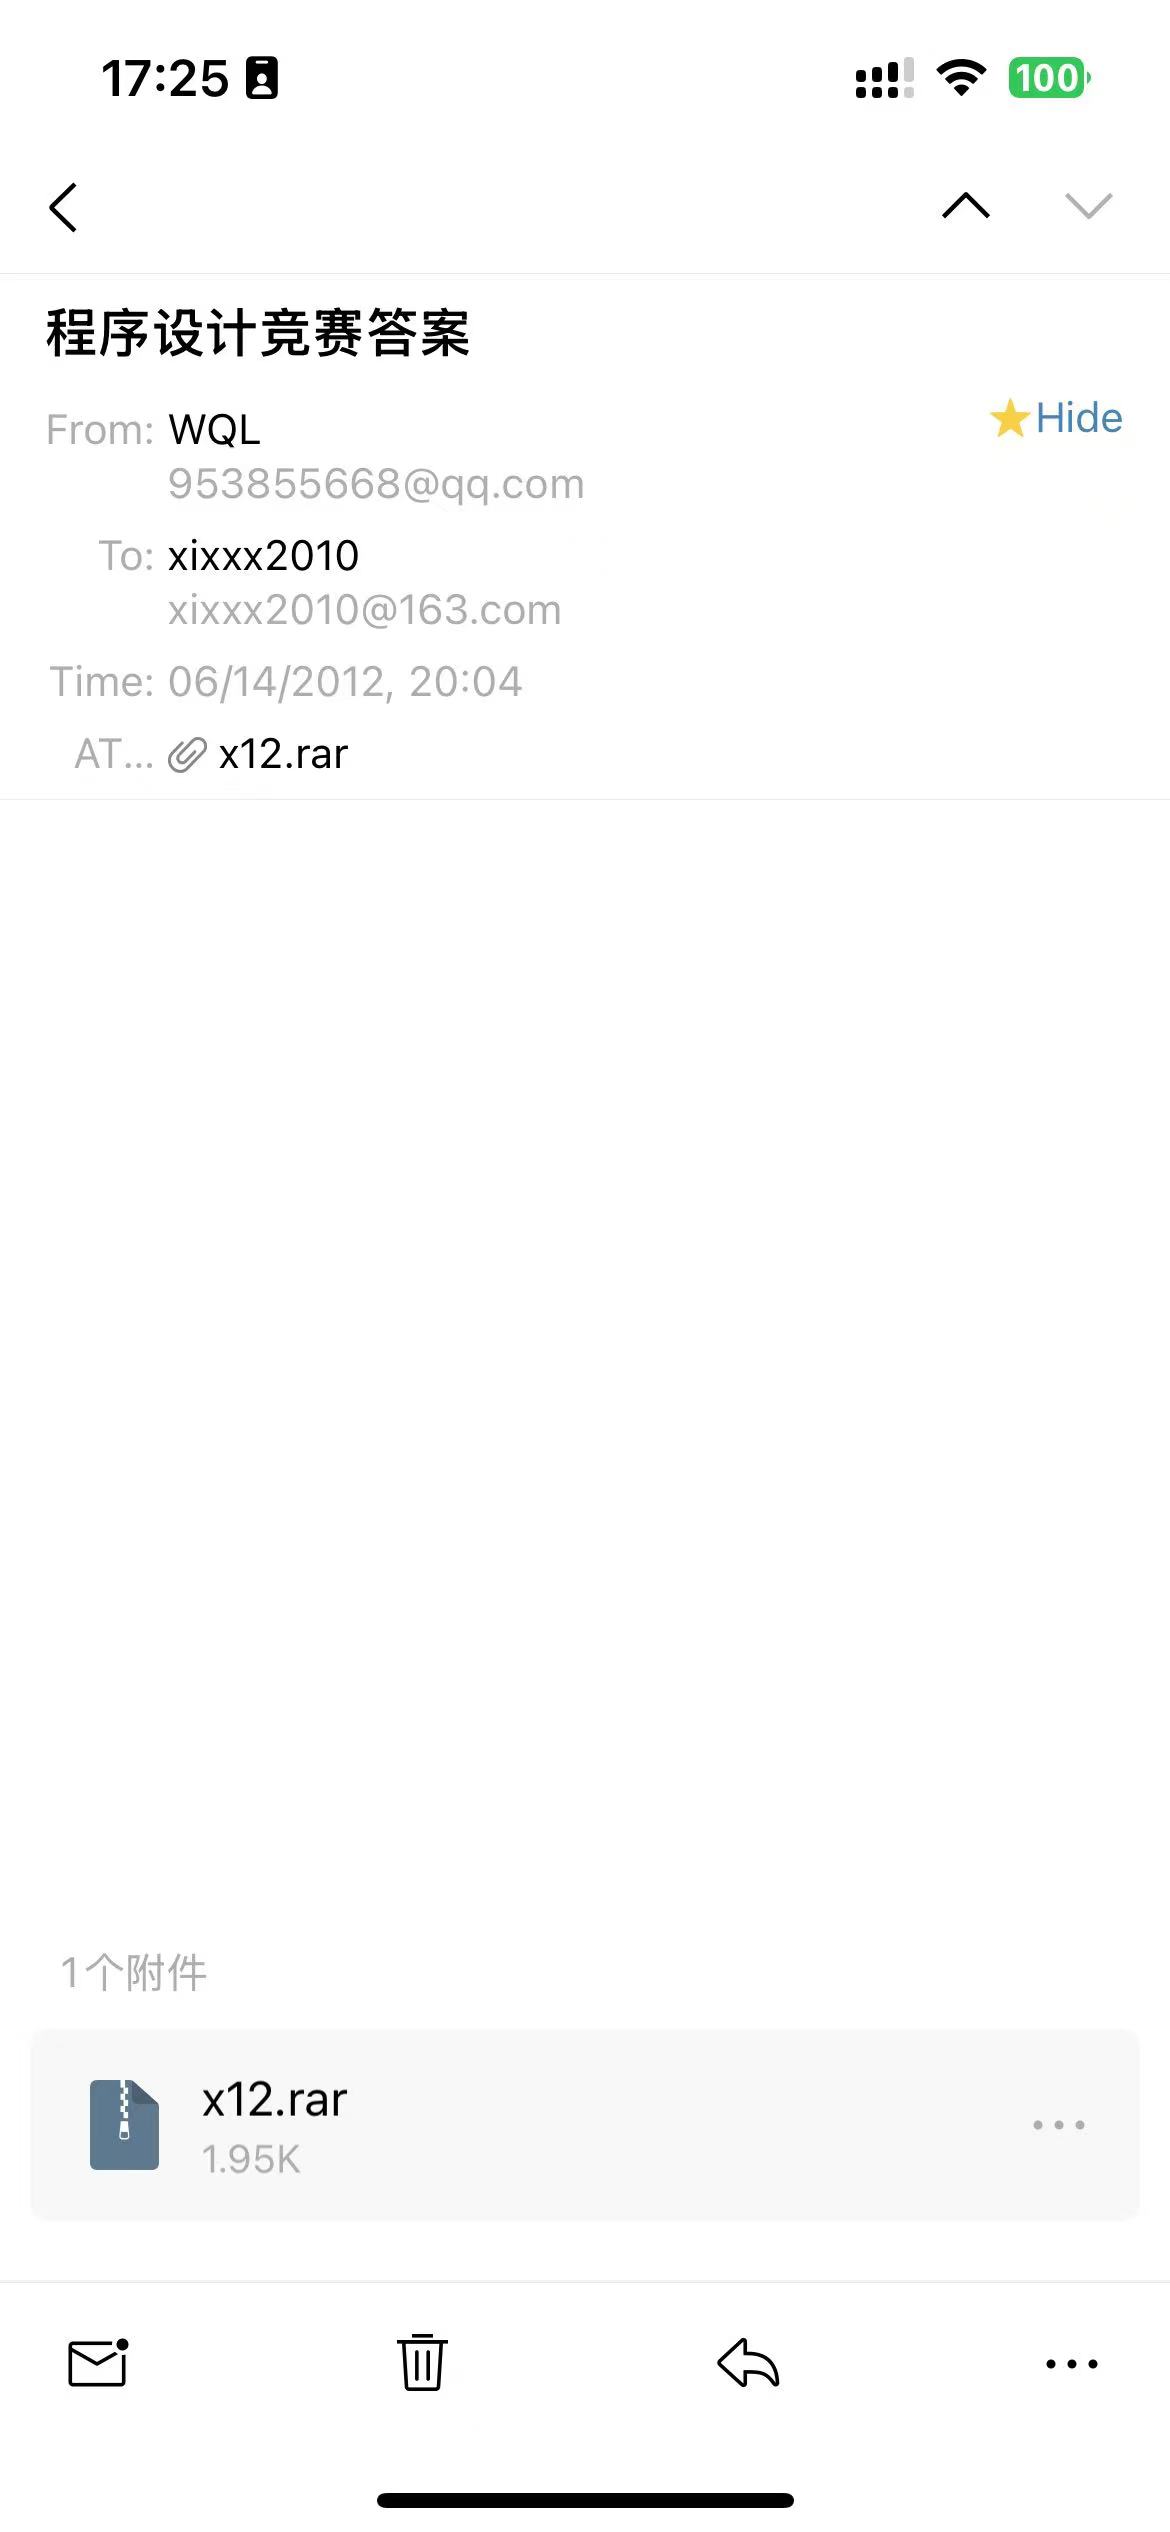 17:25
100
程序设计竞赛答案
From: WQL
Hide
953855668@qq.com
To: xixxx2010
xixxx2010@163.com
Time: 06/14/2012, 20:04
AT... x12.rar
1个附件
x12.rar
1.95K